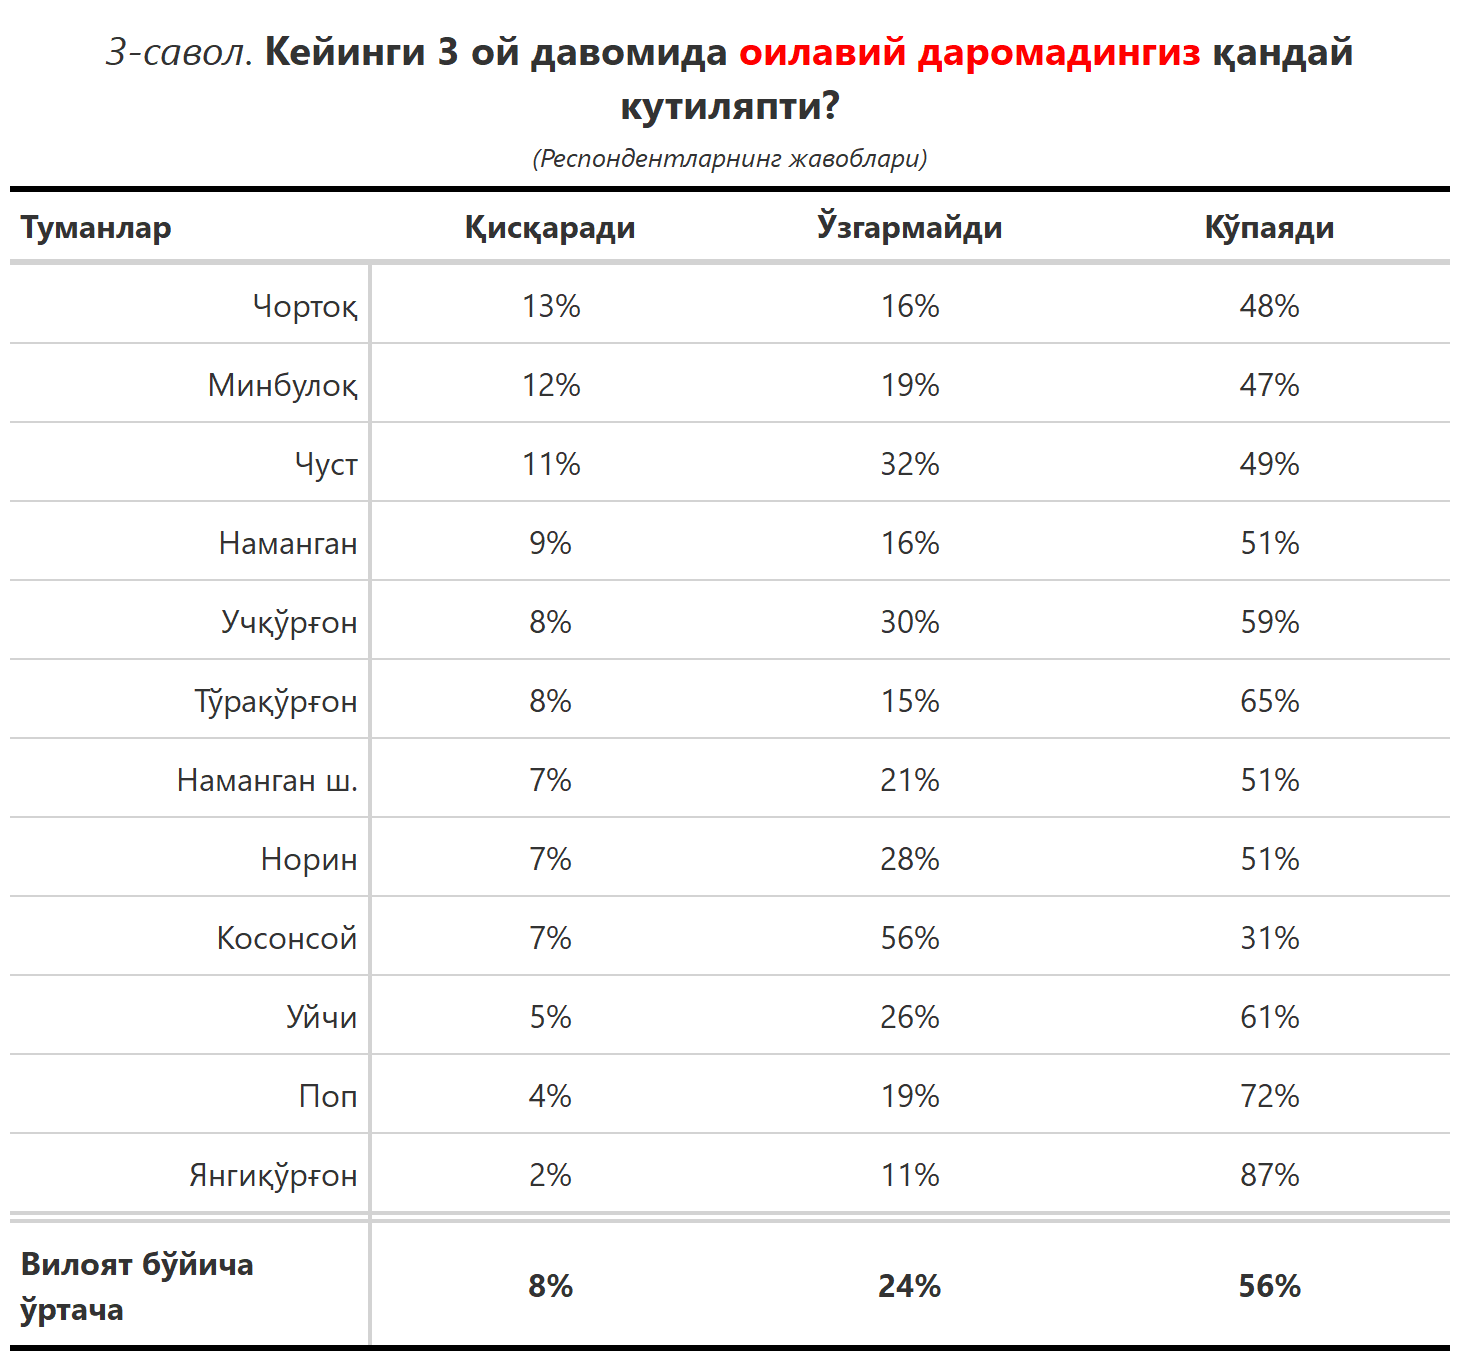 3-савол. Кейинги 3 ой давомида оилавий даромадингиз қандай
кутиляпти?
(Респондентларнинг жавоблари)
Туманлар Қисқаради Ўзгармайди Кўпаяди
Чортоқ 13% 16% 48%
Минбулоқ 12% 19% 47%
Чуст 11% 32% 49%
Наманган 9% 16% 51%
Учқўрғон 8% 30% 59%
Тўрақўрғон 8% 15% 65%
Наманган ш. 7% 21% 51%
Норин 7% 28% 51%
Косонсой 7% 56% 31%
Уйчи 5% 26% 61%
Поп 4% 19% 72%
Янгиқўрғон 2% 11% 87%
Вилоят бўйича
ўртача 8% 24% 56%